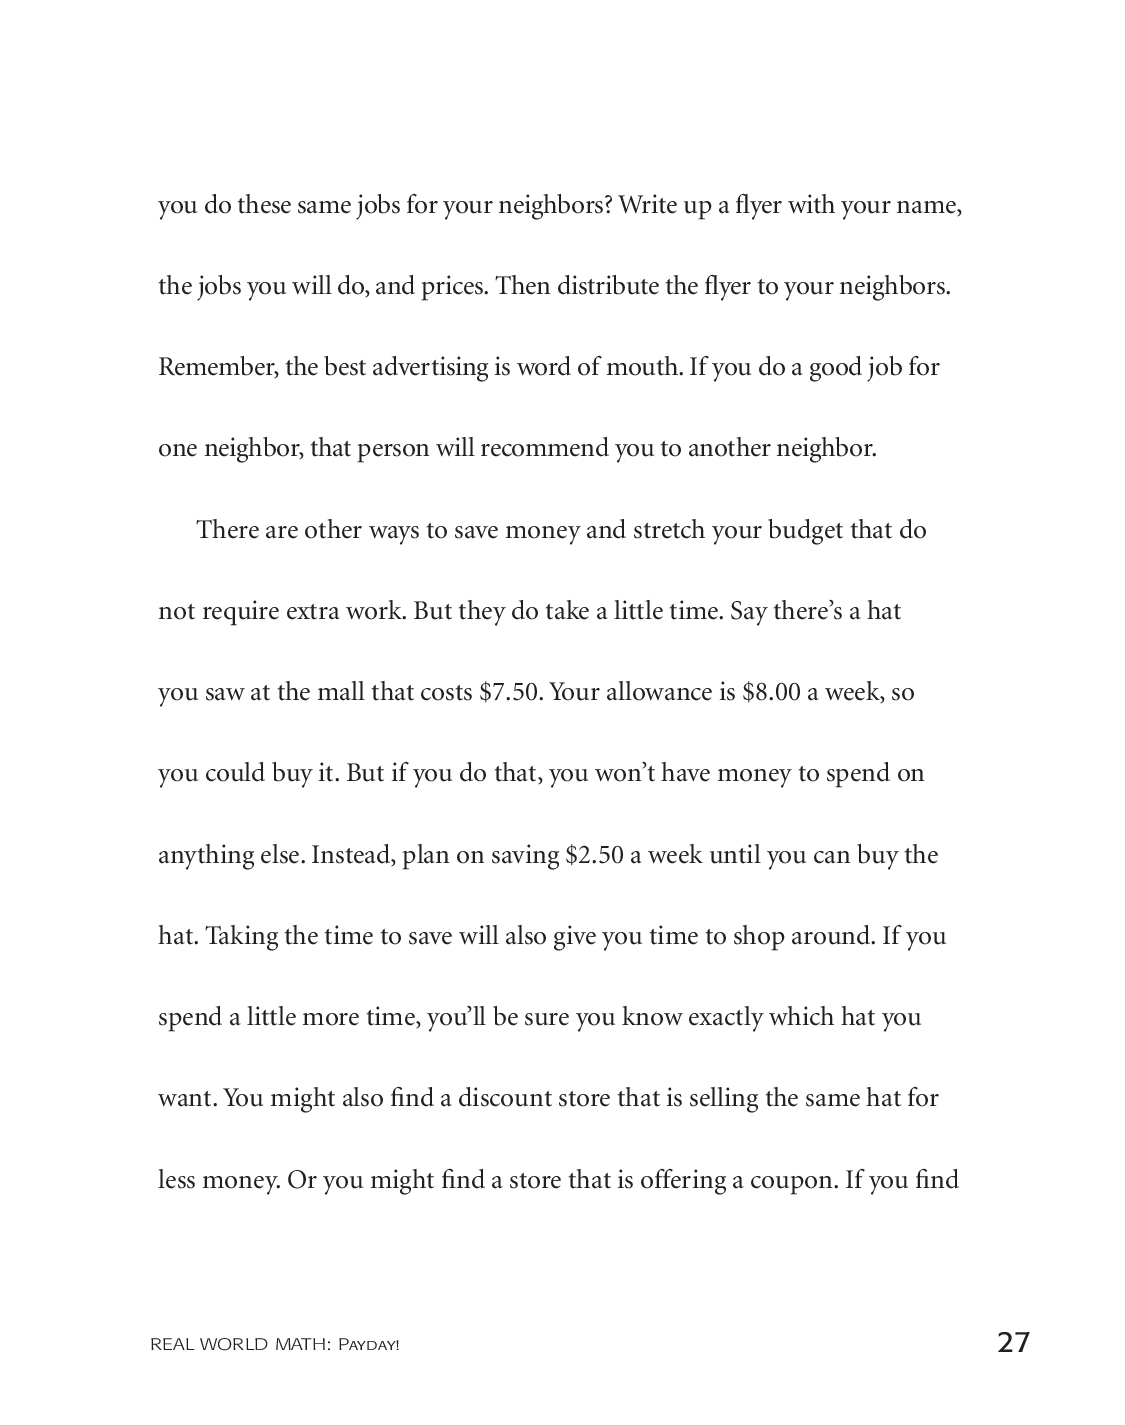 you do these same jobs for your neighbors? Write up a flyer with your name,
the jobs you will do, and prices. Then distribute the flyer to your neighbors.
Remember, the best advertising is word of mouth. If you do a good job for
one neighbor, that person will recommend you to another neighbor.
There are other ways to save money and stretch your budget that do
not require extra work. But they do take a little time. Say there’s a hat
you saw at the mall that costs $7.50. Your allowance is $8.00 a week, so
you could buy it. But if you do that, you won’t have money to spend on
anything else. Instead, plan on saving $2.50 a week until you can buy the
hat. Taking the time to save will also give you time to shop around. If you
spend a little more time, you’ll be sure you know exactly which hat you
want. You might also find a discount store that is selling the same hat for
less money. Or you might find a store that is offering a coupon. If you find
REAL WORLD MATH: PAYDAY! 27